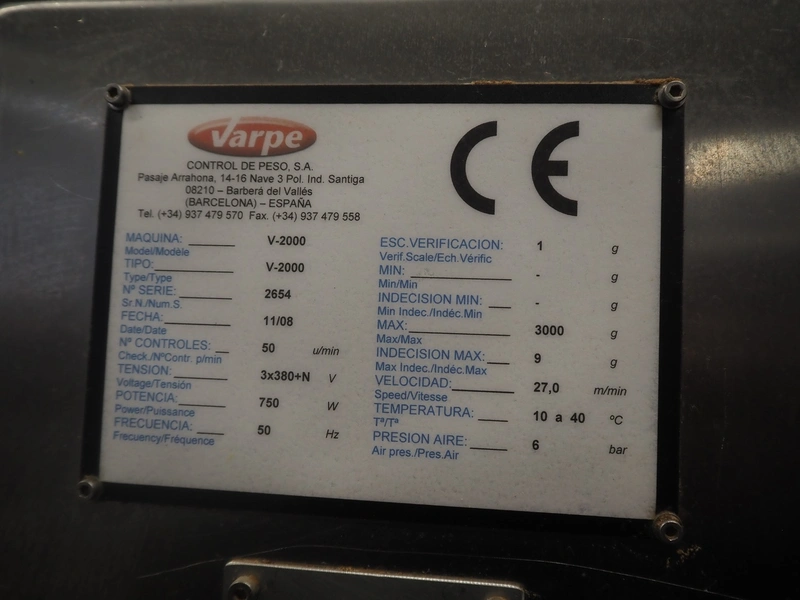 Varpe
CE
CONTROL DE PESO, S.A.
Pasaje Arrahona, 14-16 Nave 3 Pol. Ind. Santiga
08210 – Barberá del Vallés
(BARCELONA) – ESPAÑA
Tel. (+34) 937 479 570 Fax. (+34) 937 479 558
MAQUINA: V-2000
Model/Modèle
TIPO: V-2000
Type/Type
Nº SERIE: 2654
Sr.N./Num.S.
FECHA: 11/08
Date/Date
Nº CONTROLES: 50 u/min
Check./NºContr. p/min
TENSION: 3x380+N V
Voltage/Tensión
POTENCIA: 750 W
Power/Puissance
FRECUENCIA: 50 Hz
Frecuency/Fréquence
ESC.VERIFICACION: 1 g
Verif.Scale/Ech.Vérific
MIN: - g
Min/Min
INDECISION MIN: - g
Min Indec./Indéc.Min
MAX: 3000 g
Max/Max
INDECISION MAX: 9 g
Max Indec./Indéc.Max
VELOCIDAD: 27,0 m/min
Speed/Vitesse
TEMPERATURA: 10 a 40 ºC
Tª/Tª
PRESION AIRE: 6 bar
Air pres./Pres.Air